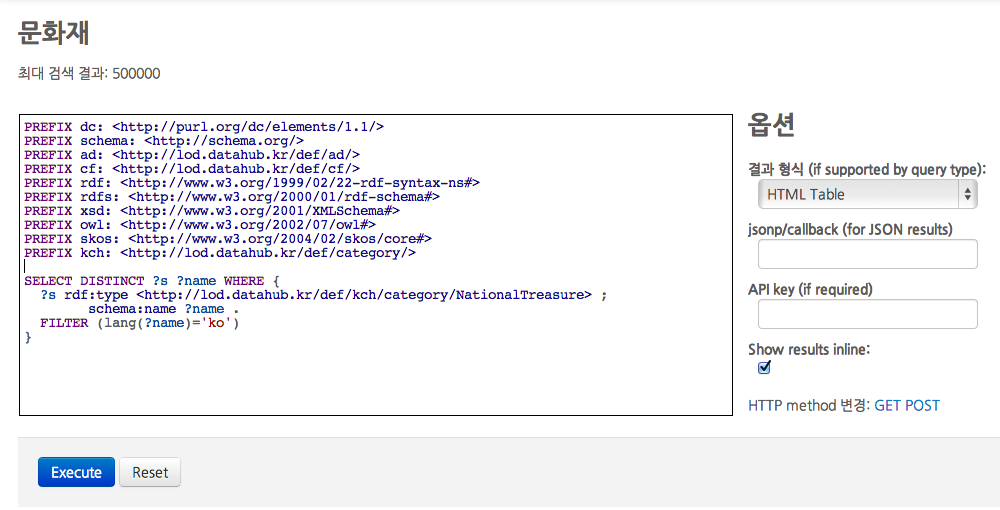 문화재
최대 검색 결과: 500000
PREFIX dc: <http://purl.org/dc/elements/1.1/>
PREFIX schema: <http://schema.org/>
PREFIX ad: <http://lod.datahub.kr/def/ad/>
PREFIX cf: <http://lod.datahub.kr/def/cf/>
PREFIX rdf: <http://www.w3.org/1999/02/22-rdf-syntax-ns#>
PREFIX rdfs: <http://www.w3.org/2000/01/rdf-schema#>
PREFIX xsd: <http://www.w3.org/2001/XMLSchema#>
PREFIX owl: <http://www.w3.org/2002/07/owl#>
PREFIX skos: <http://www.w3.org/2004/02/skos/core#>
PREFIX kch: <http://lod.datahub.kr/def/category/>
SELECT DISTINCT ?s ?name WHERE {
?s rdf:type <http://lod.datahub.kr/def/kch/category/NationalTreasure> ;
schema:name ?name .
FILTER (lang(?name)='ko')
}
옵션
결과 형식 (if supported by query type):
HTML Table
jsonp/callback (for JSON results)
API key (if required)
Show results inline:
HTTP method 변경: GET POST
Execute
Reset